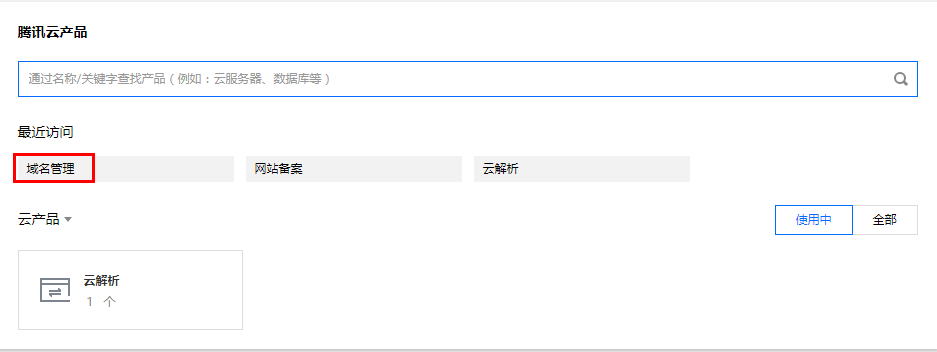 腾讯云产品
通过名称/关键字查找产品（例如：云服务器、数据库等）
最近访问
域名管理 网站备案 云解析
云产品 使用中 全部
云解析
1 个